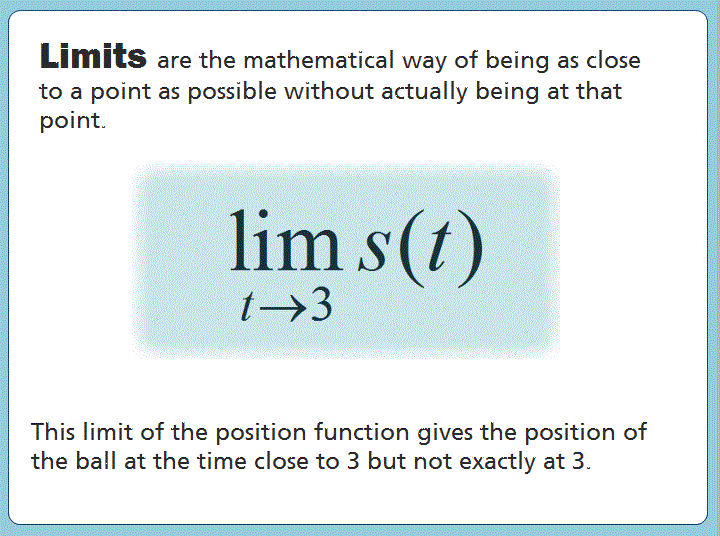 Limits are the mathematical way of being as close
to a point as possible without actually being at that
point.
lim s(t)
t→3
This limit of the position function gives the position of
the ball at the time close to 3 but not exactly at 3.